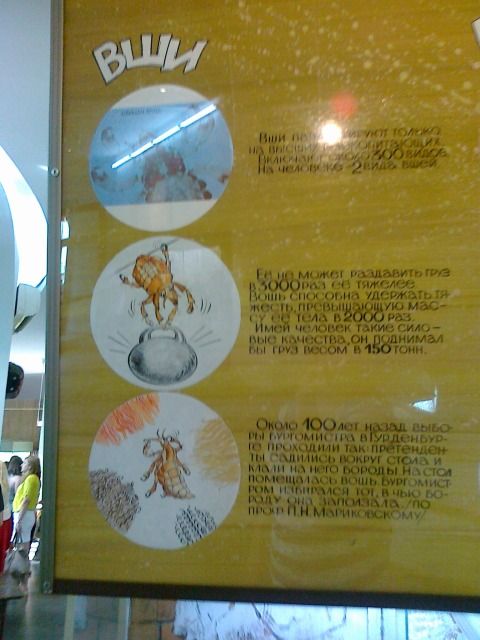 ВШИ
Вши паразитируют только
на высших млекопитающих.
Включают около 300 видов.
На человеке - 2 вида вшей.
Её не может раздавить груз
в 3000 раз её тяжелее.
Вошь способна удержать тя-
жесть, превышающую мас-
су её тела в 2000 раз.
Имей человек такие сило-
вые качества, он поднимал
бы груз весом в 150 тонн.
Около 100 лет назад выбо-
ры бургомистра в Гурденбур-
ге проходили так: претенден-
ты садились вокруг стола и
клали на него бороды. На стол
помещалась вошь. Бургомист-
ром избирался тот, в чью бо-
роду она заползала. /по
проф. П.Н. Мариковскому/